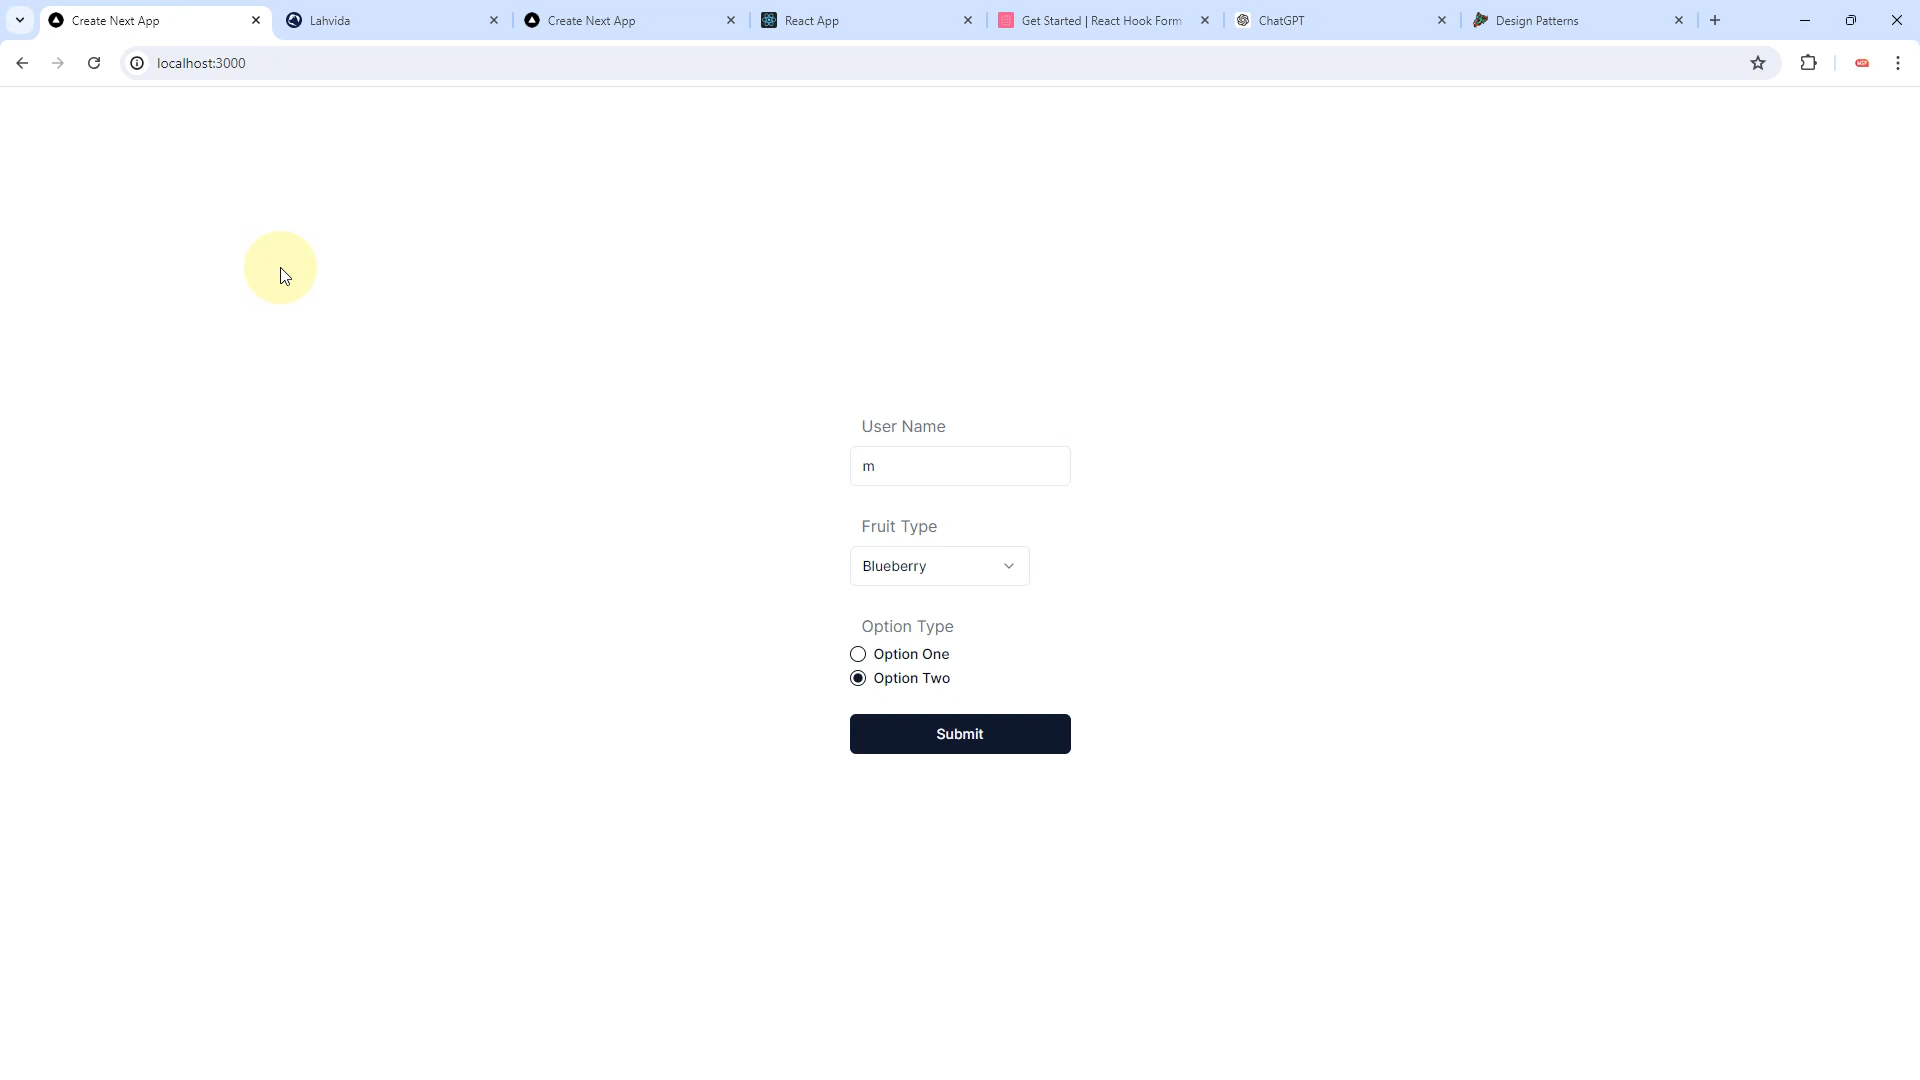 Create Next App
Lahvida
Create Next App
React App
Get Started | React Hook Form
ChatGPT
Design Patterns
localhost:3000
User Name
m
Fruit Type
Blueberry
Option Type
Option One
Option Two
Submit